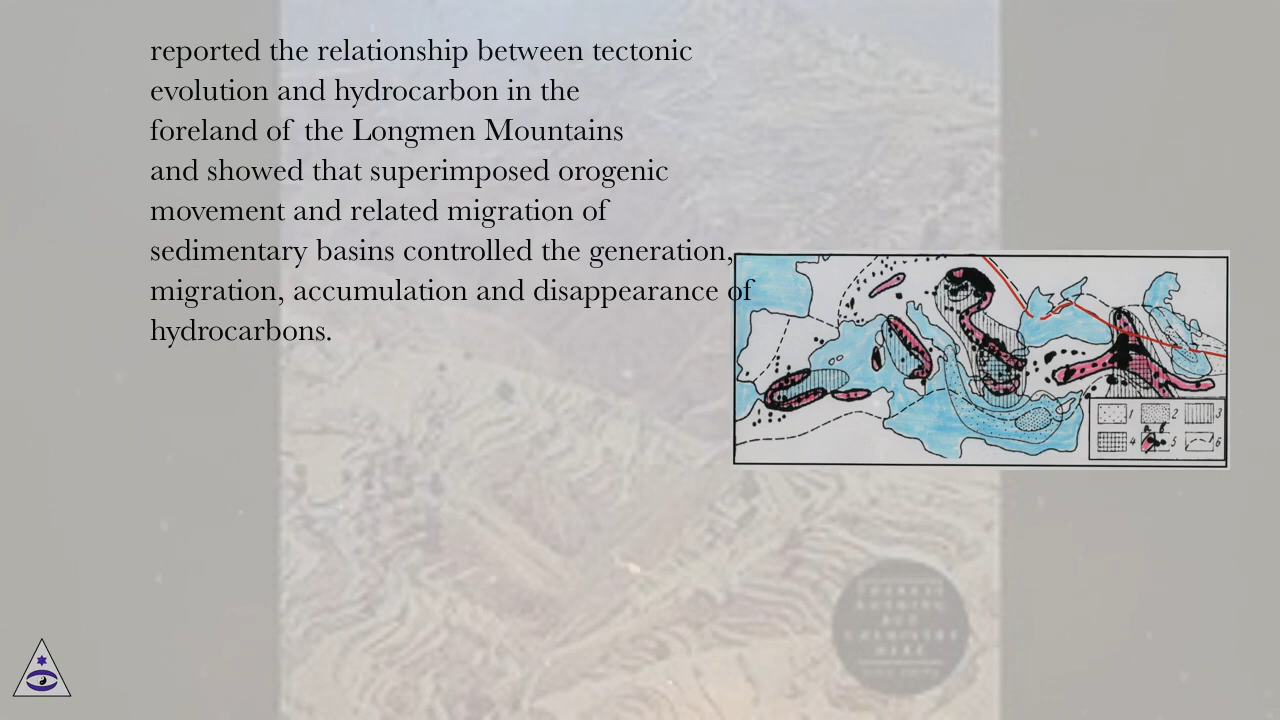 reported the relationship between tectonic
evolution and hydrocarbon in the
foreland of the Longmen Mountains
and showed that superimposed orogenic
movement and related migration of
sedimentary basins controlled the generation,
migration, accumulation and disappearance of
hydrocarbons.
1 2 3
4 5 6